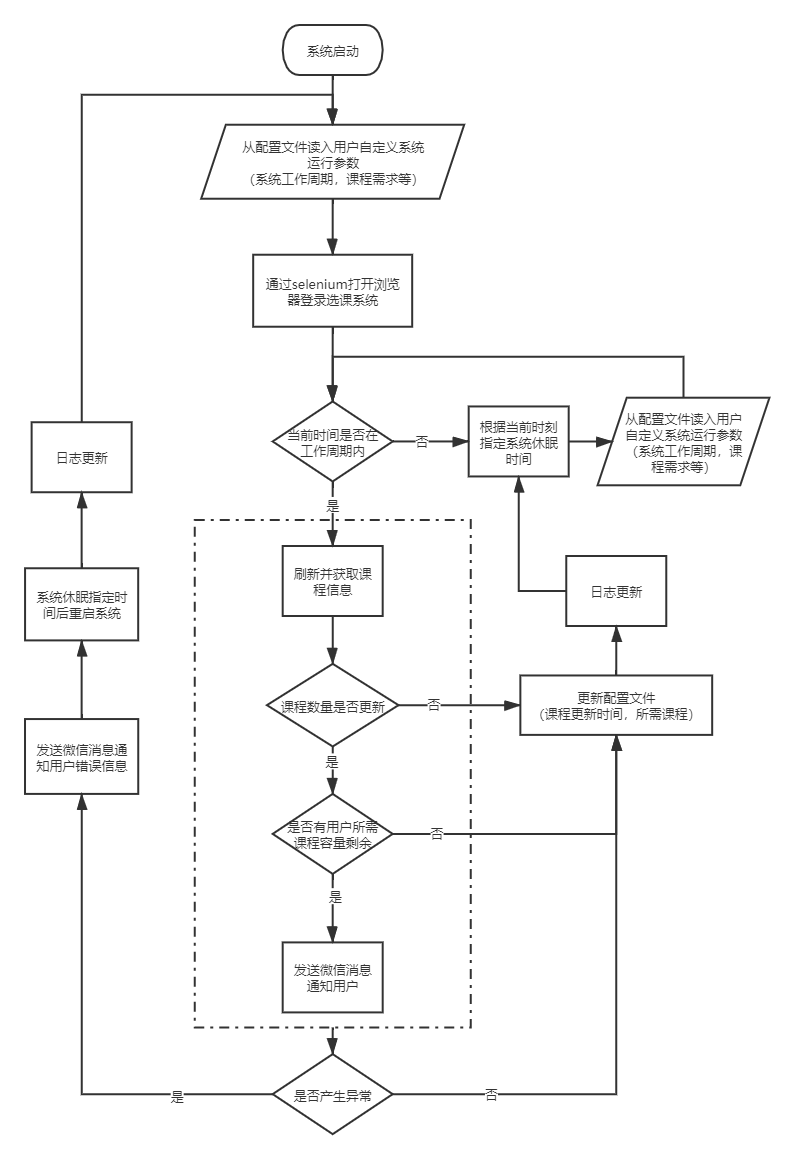 系统启动
从配置文件读入用户自定义系统
运行参数
（系统工作周期，课程需求等）
通过selenium打开浏览
器登录选课系统
当前时间是否在
工作周期内
否
根据当前时刻
指定系统休眠
时间
从配置文件读入用户
自定义系统运行参数
（系统工作周期，课
程需求等）
日志更新
是
刷新并获取课
程信息
日志更新
系统休眠指定时
间后重启系统
课程数量是否更新
否
更新配置文件
（课程更新时间，所需课程）
发送微信消息通
知用户错误信息
是
是否有用户所需
课程容量剩余
否
是
发送微信消息
通知用户
是否产生异常
是
否